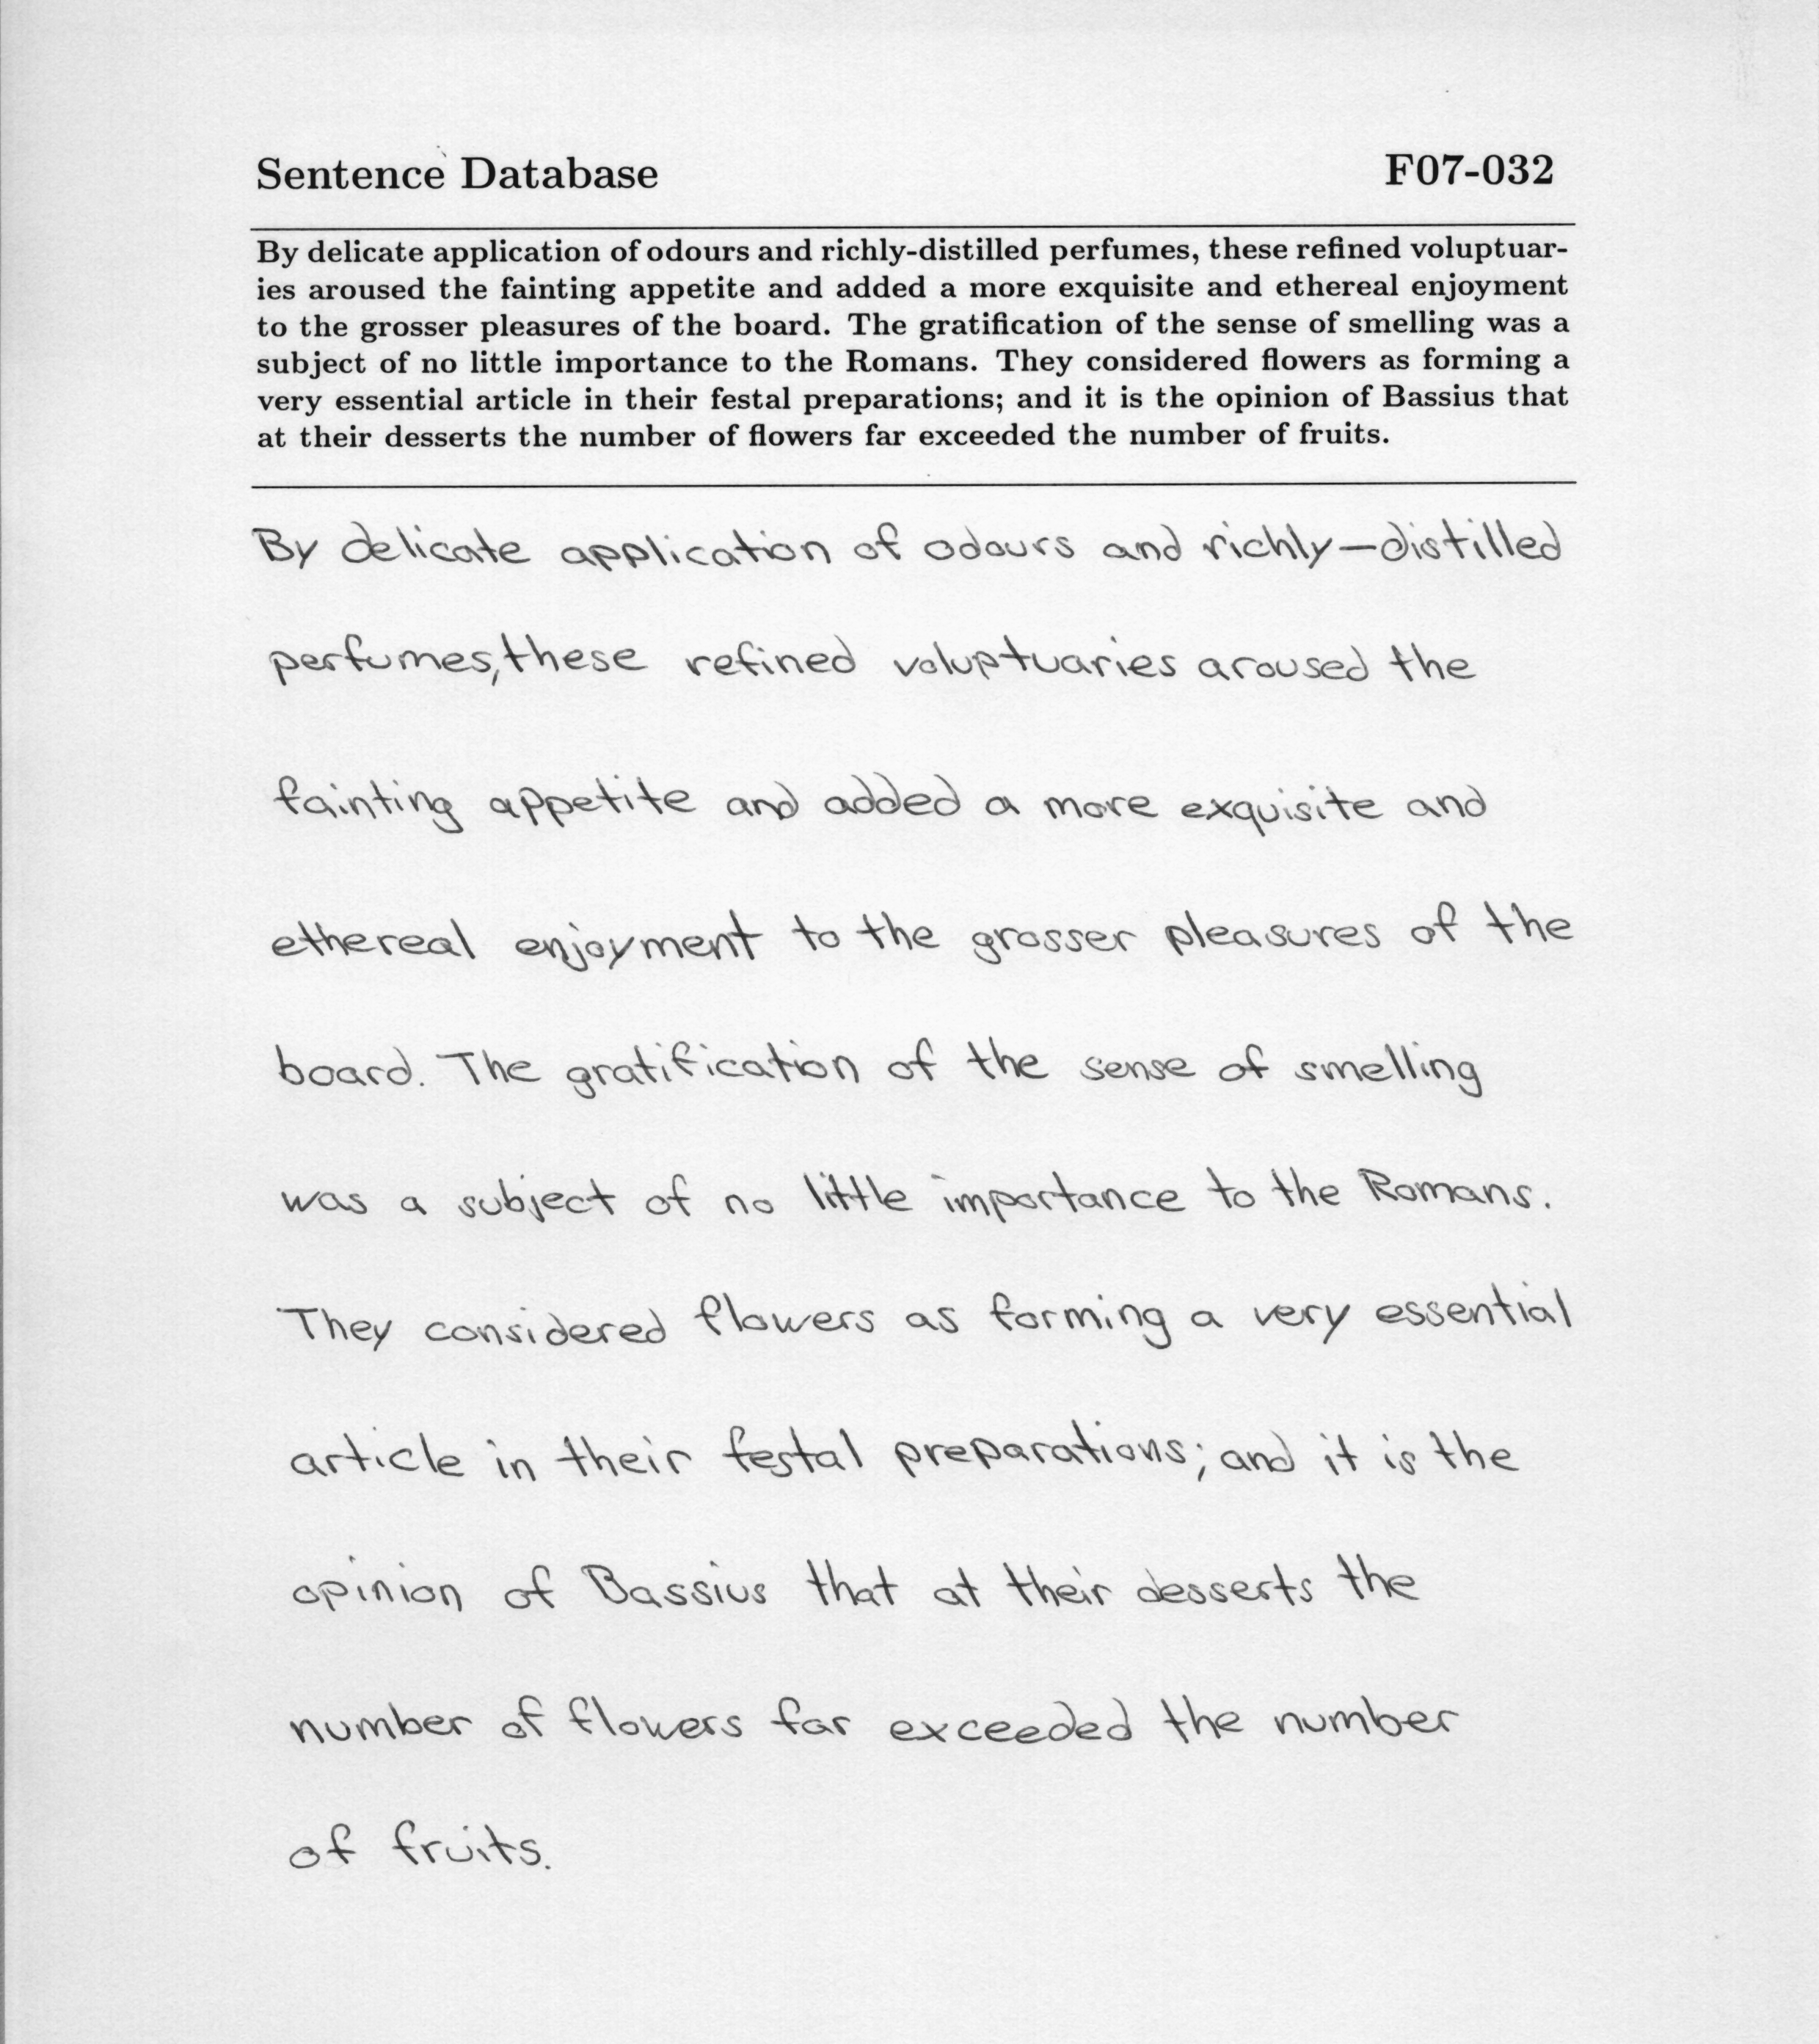 Sentence Database F07-032
By delicate application of odours and richly-distilled perfumes, these refined voluptuar-
ies aroused the fainting appetite and added a more exquisite and ethereal enjoyment
to the grosser pleasures of the board. The gratification of the sense of smelling was a
subject of no little importance to the Romans. They considered flowers as forming a
very essential article in their festal preparations; and it is the opinion of Bassius that
at their desserts the number of flowers far exceeded the number of fruits.
By delicate application of odours and richly-distilled
perfumes, these refined voluptuaries aroused the
fainting appetite and added a more exquisite and
ethereal enjoyment to the grosser pleasures of the
board. The gratification of the sense of smelling
was a subject of no little importance to the Romans.
They considered flowers as forming a very essential
article in their festal preparations; and it is the
opinion of Bassius that at their desserts the
number of flowers far exceeded the number
of fruits.